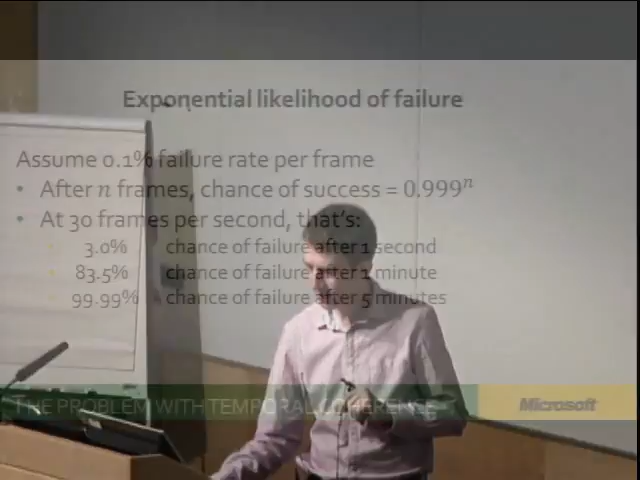 Exponential likelihood of failure
Assume 0.1% failure rate per frame
• After n frames, chance of success = 0.999ⁿ
• At 30 frames per second, that's:
• 3.0% chance of failure after 1 second
• 83.5% chance of failure after 1 minute
• 99.99% chance of failure after 5 minutes
THE PROBLEM WITH TEMPORAL COHERENCE
Microsoft